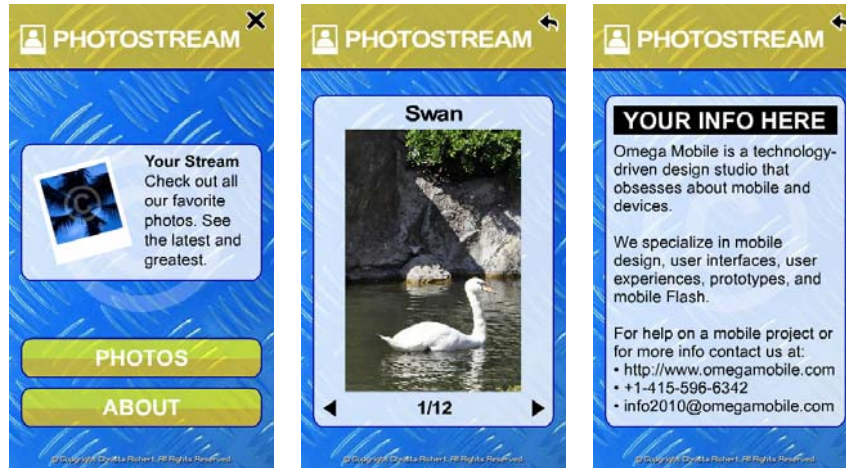 PHOTOSTREAM
Your Stream
Check out all
our favorite
photos. See
the latest and
greatest.
PHOTOS
ABOUT
PHOTOSTREAM
Swan
1/12
PHOTOSTREAM
YOUR INFO HERE
Omega Mobile is a technology-
driven design studio that
obsesses about mobile and
devices.
We specialize in mobile
design, user interfaces, user
experiences, prototypes, and
mobile Flash.
For help on a mobile project or
for more info contact us at:
• http://www.omegamobile.com
• +1-415-596-6342
• info2010@omegamobile.com